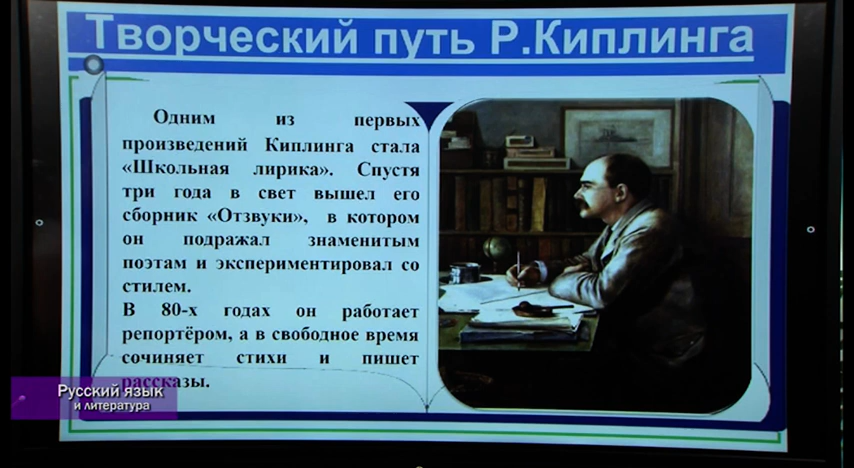 Творческий путь Р.Киплинга
Одним из первых
произведений Киплинга стала
«Школьная лирика». Спустя
три года в свет вышел его
сборник «Отзвуки», в котором
он подражал знаменитым
поэтам и экспериментировал со
стилем.
В 80-х годах он работает
репортёром, а в свободное время
сочиняет стихи и пишет
рассказы.
Русский язык
и литература